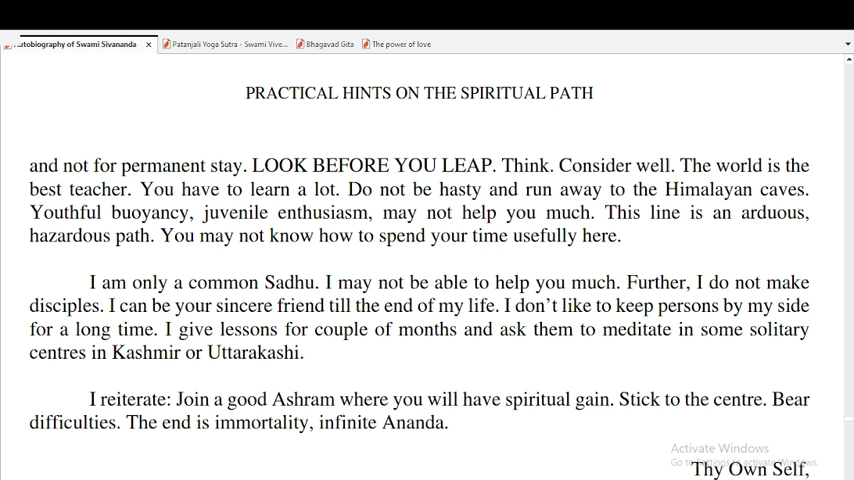 utobiography of Swami Sivananda × Patanjali Yoga Sutra - Swami Vive... Bhagavad Gita The power of love
PRACTICAL HINTS ON THE SPIRITUAL PATH
and not for permanent stay. LOOK BEFORE YOU LEAP. Think. Consider well. The world is the
best teacher. You have to learn a lot. Do not be hasty and run away to the Himalayan caves.
Youthful buoyancy, juvenile enthusiasm, may not help you much. This line is an arduous,
hazardous path. You may not know how to spend your time usefully here.
I am only a common Sadhu. I may not be able to help you much. Further, I do not make
disciples. I can be your sincere friend till the end of my life. I don’t like to keep persons by my side
for a long time. I give lessons for couple of months and ask them to meditate in some solitary
centres in Kashmir or Uttarakashi.
I reiterate: Join a good Ashram where you will have spiritual gain. Stick to the centre. Bear
difficulties. The end is immortality, infinite Ananda.
Activate Windows
Go to Settings to activate Windows.
Thy Own Self,